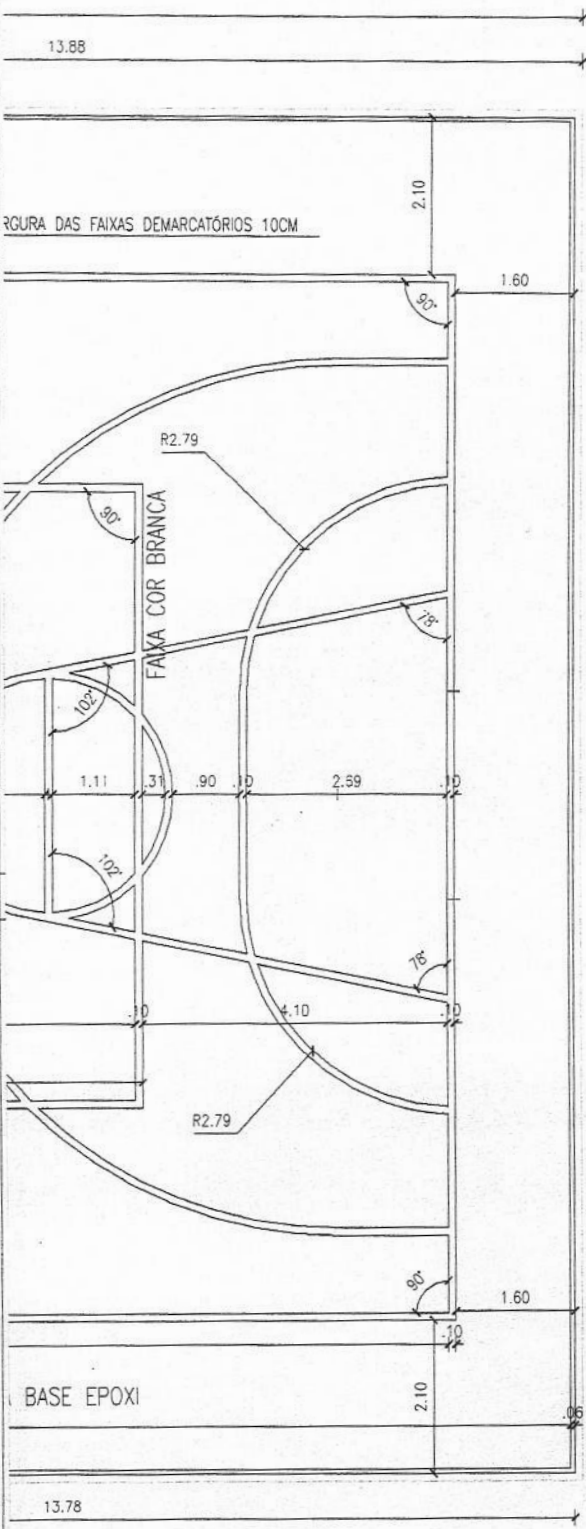 13.88
2.10
RGURA DAS FAIXAS DEMARCATÓRIOS 10CM
1.60
90°
R2.79
90°
FAIXA COR BRANCA
78°
102°
1.11 .31 .90 .10 2.69 .10
102°
78°
.10 4.10 .10
R2.79
90°
1.60
.10
BASE EPOXI
2.10
.06
13.78